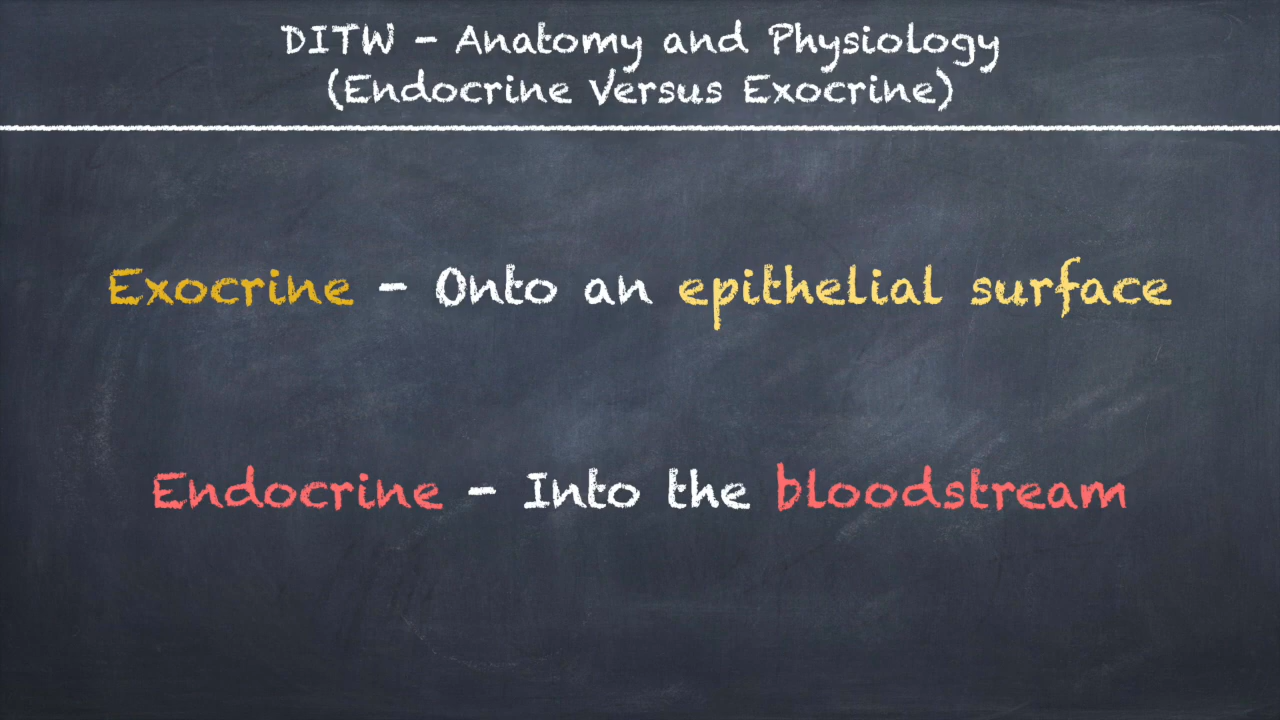 DITW - Anatomy and Physiology
(Endocrine Versus Exocrine)
Exocrine - Onto an epithelial surface
Endocrine - Into the bloodstream